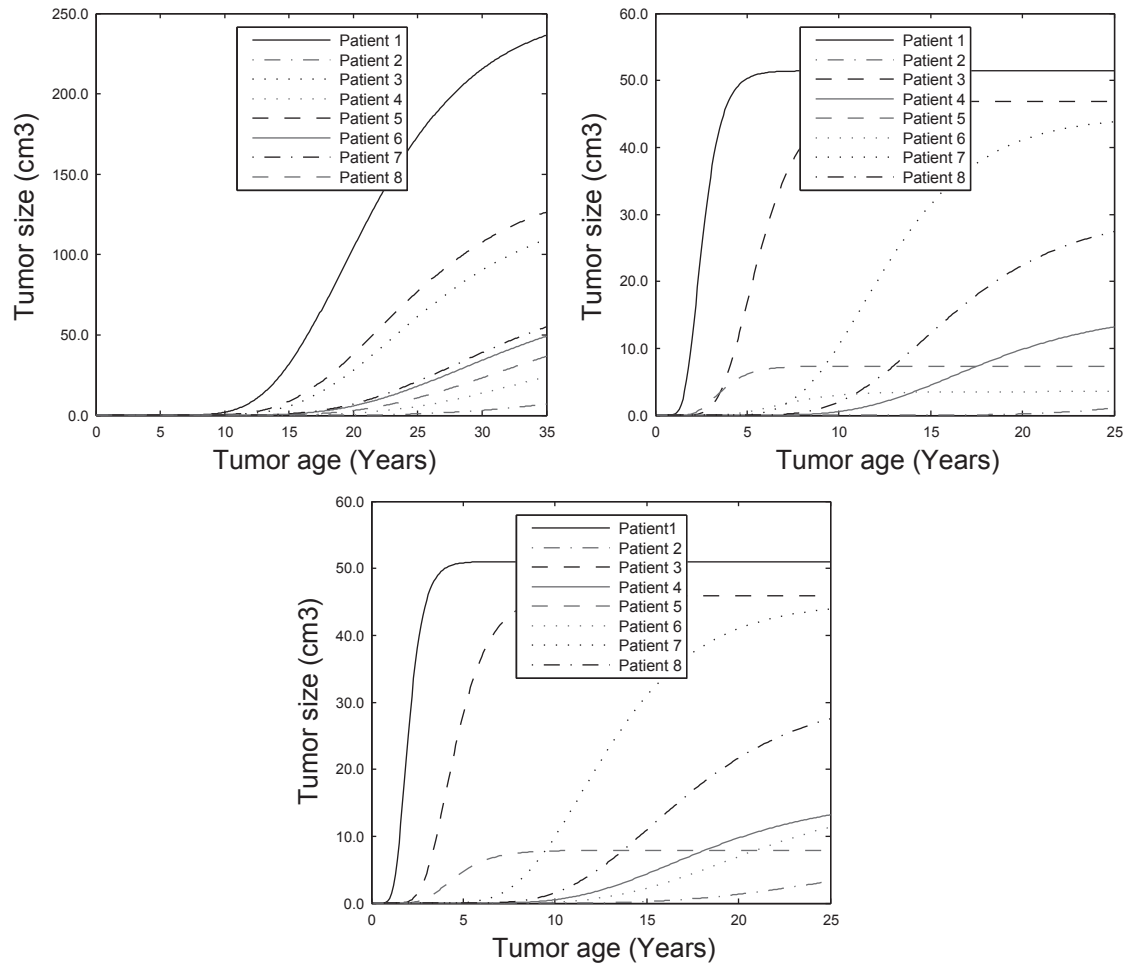 250.0
200.0
150.0
100.0
50.0
0.0
Tumor size (cm3)
Patient 1
Patient 2
Patient 3
Patient 4
Patient 5
Patient 6
Patient 7
Patient 8
0 5 10 15 20 25 30 35
Tumor age (Years)
60.0
50.0
40.0
30.0
20.0
10.0
0.0
Tumor size (cm3)
Patient 1
Patient 2
Patient 3
Patient 4
Patient 5
Patient 6
Patient 7
Patient 8
0 5 10 15 20 25
Tumor age (Years)
60.0
50.0
40.0
30.0
20.0
10.0
0.0
Tumor size (cm3)
Patient1
Patient 2
Patient 3
Patient 4
Patient 5
Patient 6
Patient 7
Patient 8
0 5 10 15 20 25
Tumor age (Years)